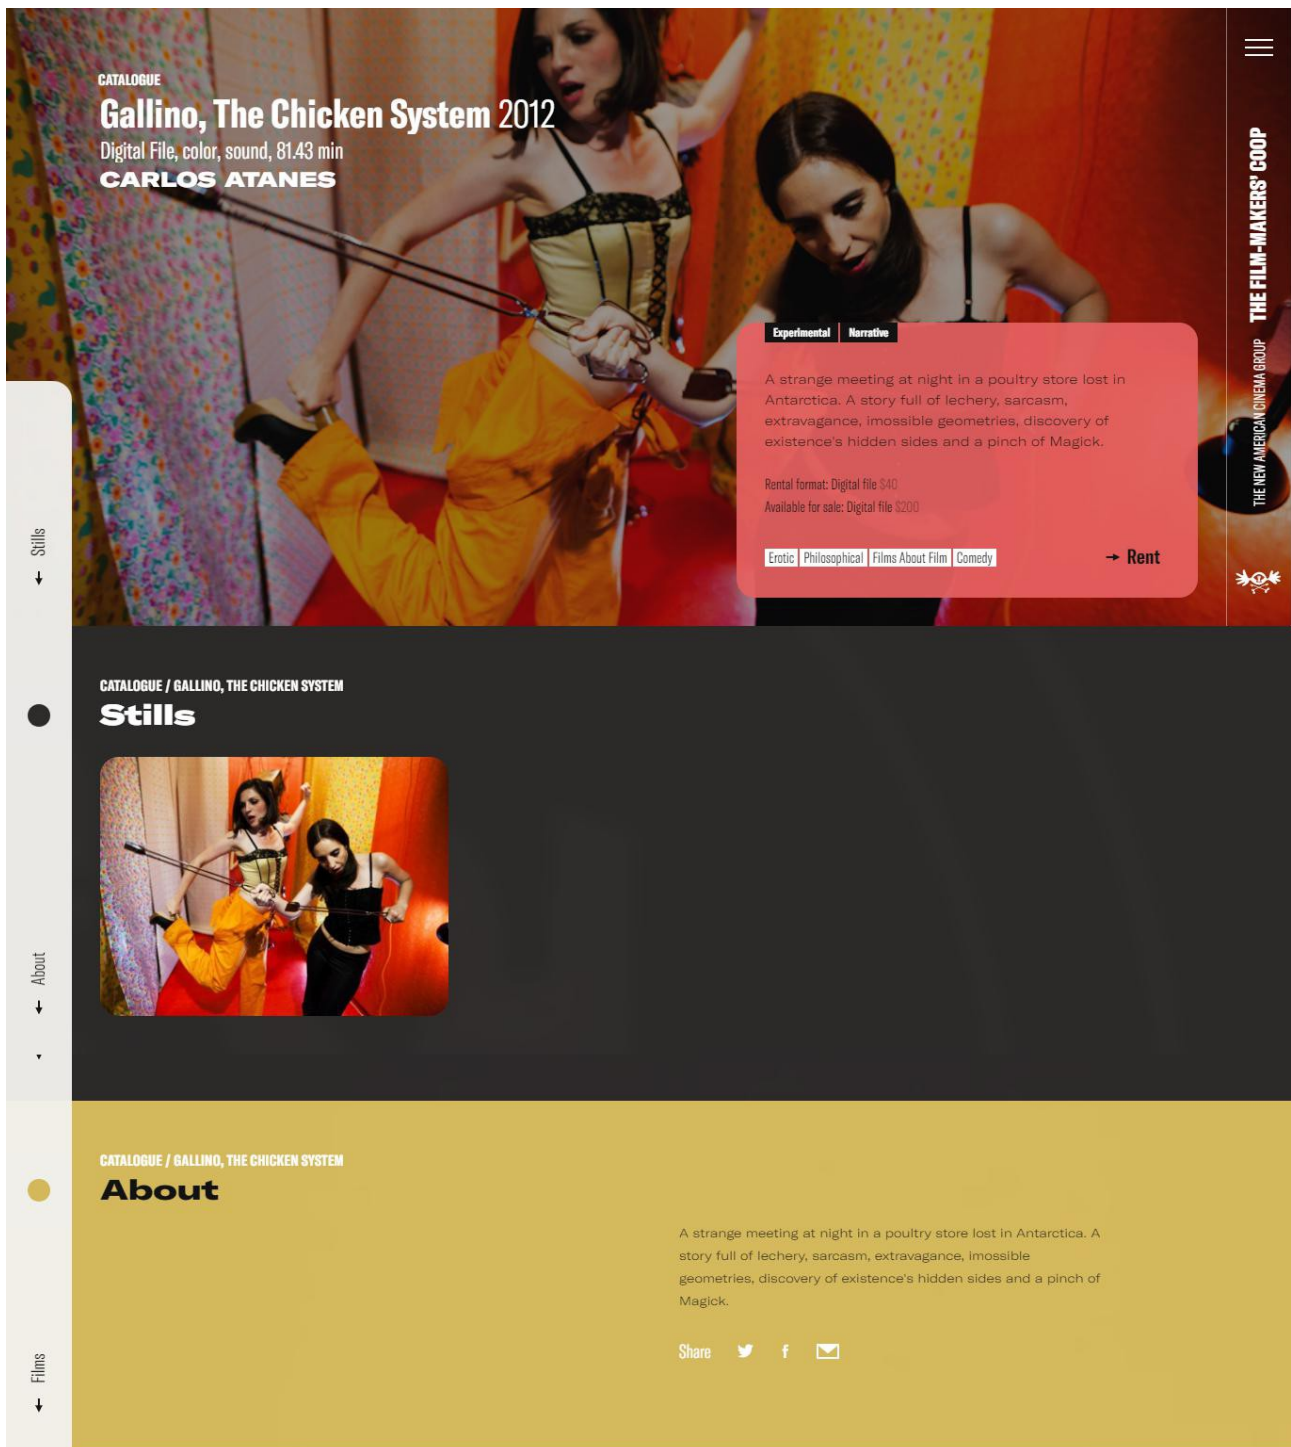 CATALOGUE
Gallino, The Chicken System 2012
Digital File, color, sound, 81.43 min
CARLOS ATANES
THE FILM-MAKERS' COOP
THE NEW AMERICAN CINEMA GROUP
Experimental
Narrative
A strange meeting at night in a poultry store lost in
Antarctica. A story full of lechery, sarcasm,
extravagance, imossible geometries, discovery of
existence's hidden sides and a pinch of Magick.
Rental format: Digital file $40
Available for sale: Digital file $200
Erotic Philosophical Films About Film Comedy
Rent
Stills
CATALOGUE / GALLINO, THE CHICKEN SYSTEM
Stills
About
CATALOGUE / GALLINO, THE CHICKEN SYSTEM
About
A strange meeting at night in a poultry store lost in Antarctica. A
story full of lechery, sarcasm, extravagance, imossible
geometries, discovery of existence's hidden sides and a pinch of
Magick.
Share
Films